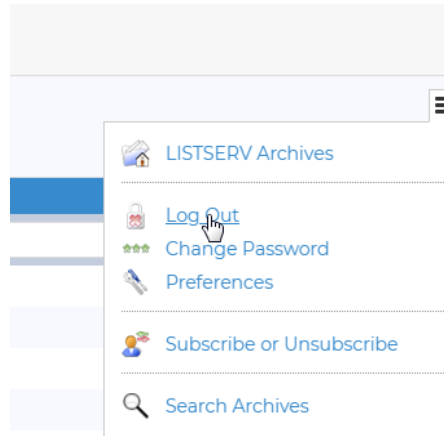 LISTSERV Archives
Log Out
Change Password
Preferences
Subscribe or Unsubscribe
Search Archives